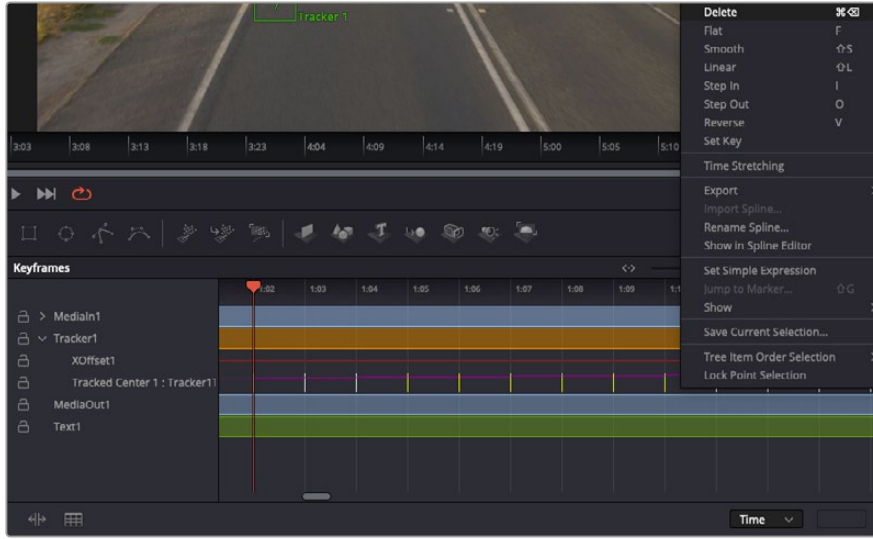 Tracker 1
Delete ⌘⌫
Flat F
Smooth ⇧S
Linear ⇧L
Step In I
Step Out O
Reverse V
Set Key
Time Stretching
Export
Import Spline...
Rename Spline...
Show in Spline Editor
Set Simple Expression
Jump to Marker... ⇧G
Show
Save Current Selection...
Tree Item Order Selection
Lock Point Selection
3:03 3:08 3:13 3:18 3:23 4:04 4:09 4:14 4:19 5:00 5:05 5:10
Keyframes
1:02 1:03 1:04 1:05 1:06 1:07 1:08 1:09
MediaIn1
Tracker1
XOffset1
Tracked Center 1 : Tracker1
MediaOut1
Text1
Time